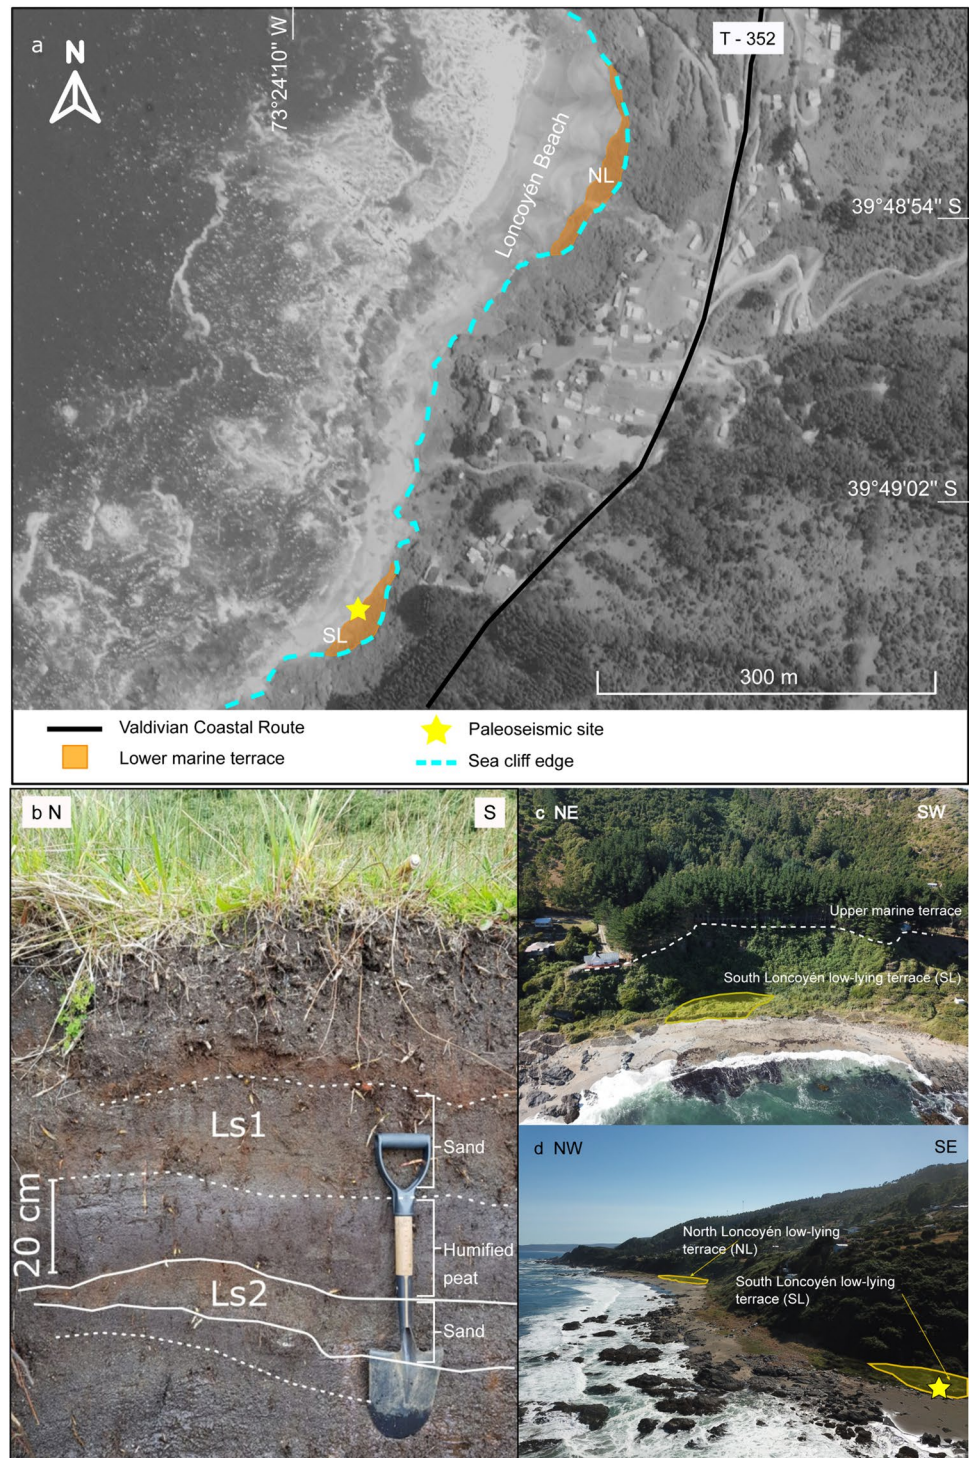 a
N
73°24'10" W
T - 352
Loncoyén Beach
NL
39°48'54" S
39°49'02" S
SL
300 m
Valdivian Coastal Route
Paleoseismic site
Lower marine terrace
Sea cliff edge
b N
S
Ls1
Sand
20 cm
Humified
peat
Ls2
Sand
c NE
SW
Upper marine terrace
South Loncoyén low-lying terrace (SL)
d NW
SE
North Loncoyén low-lying
terrace (NL)
South Loncoyén low-lying
terrace (SL)